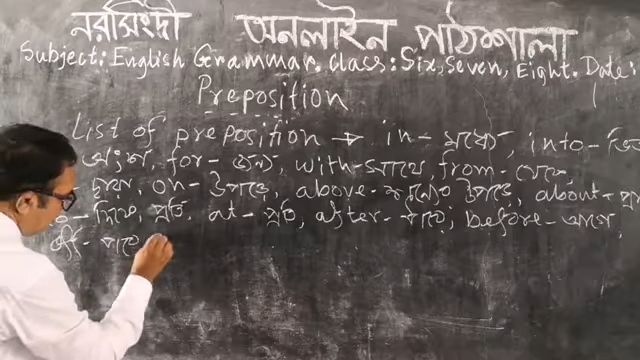 নরসিংদী অনলাইন পাঠশালা
Subject: English Grammar. Class: Six, Seven, Eight. Date:
Preposition
List of preposition → in - মধ্যে, into -
for - জন্য, with - সাথে, from - থেকে,
দ্বারা, on - উপরে, above - শূন্যে উপরে, about -
দিকে, প্রতি, at - প্রতি, after - পরে, before - আগে,
পাশে